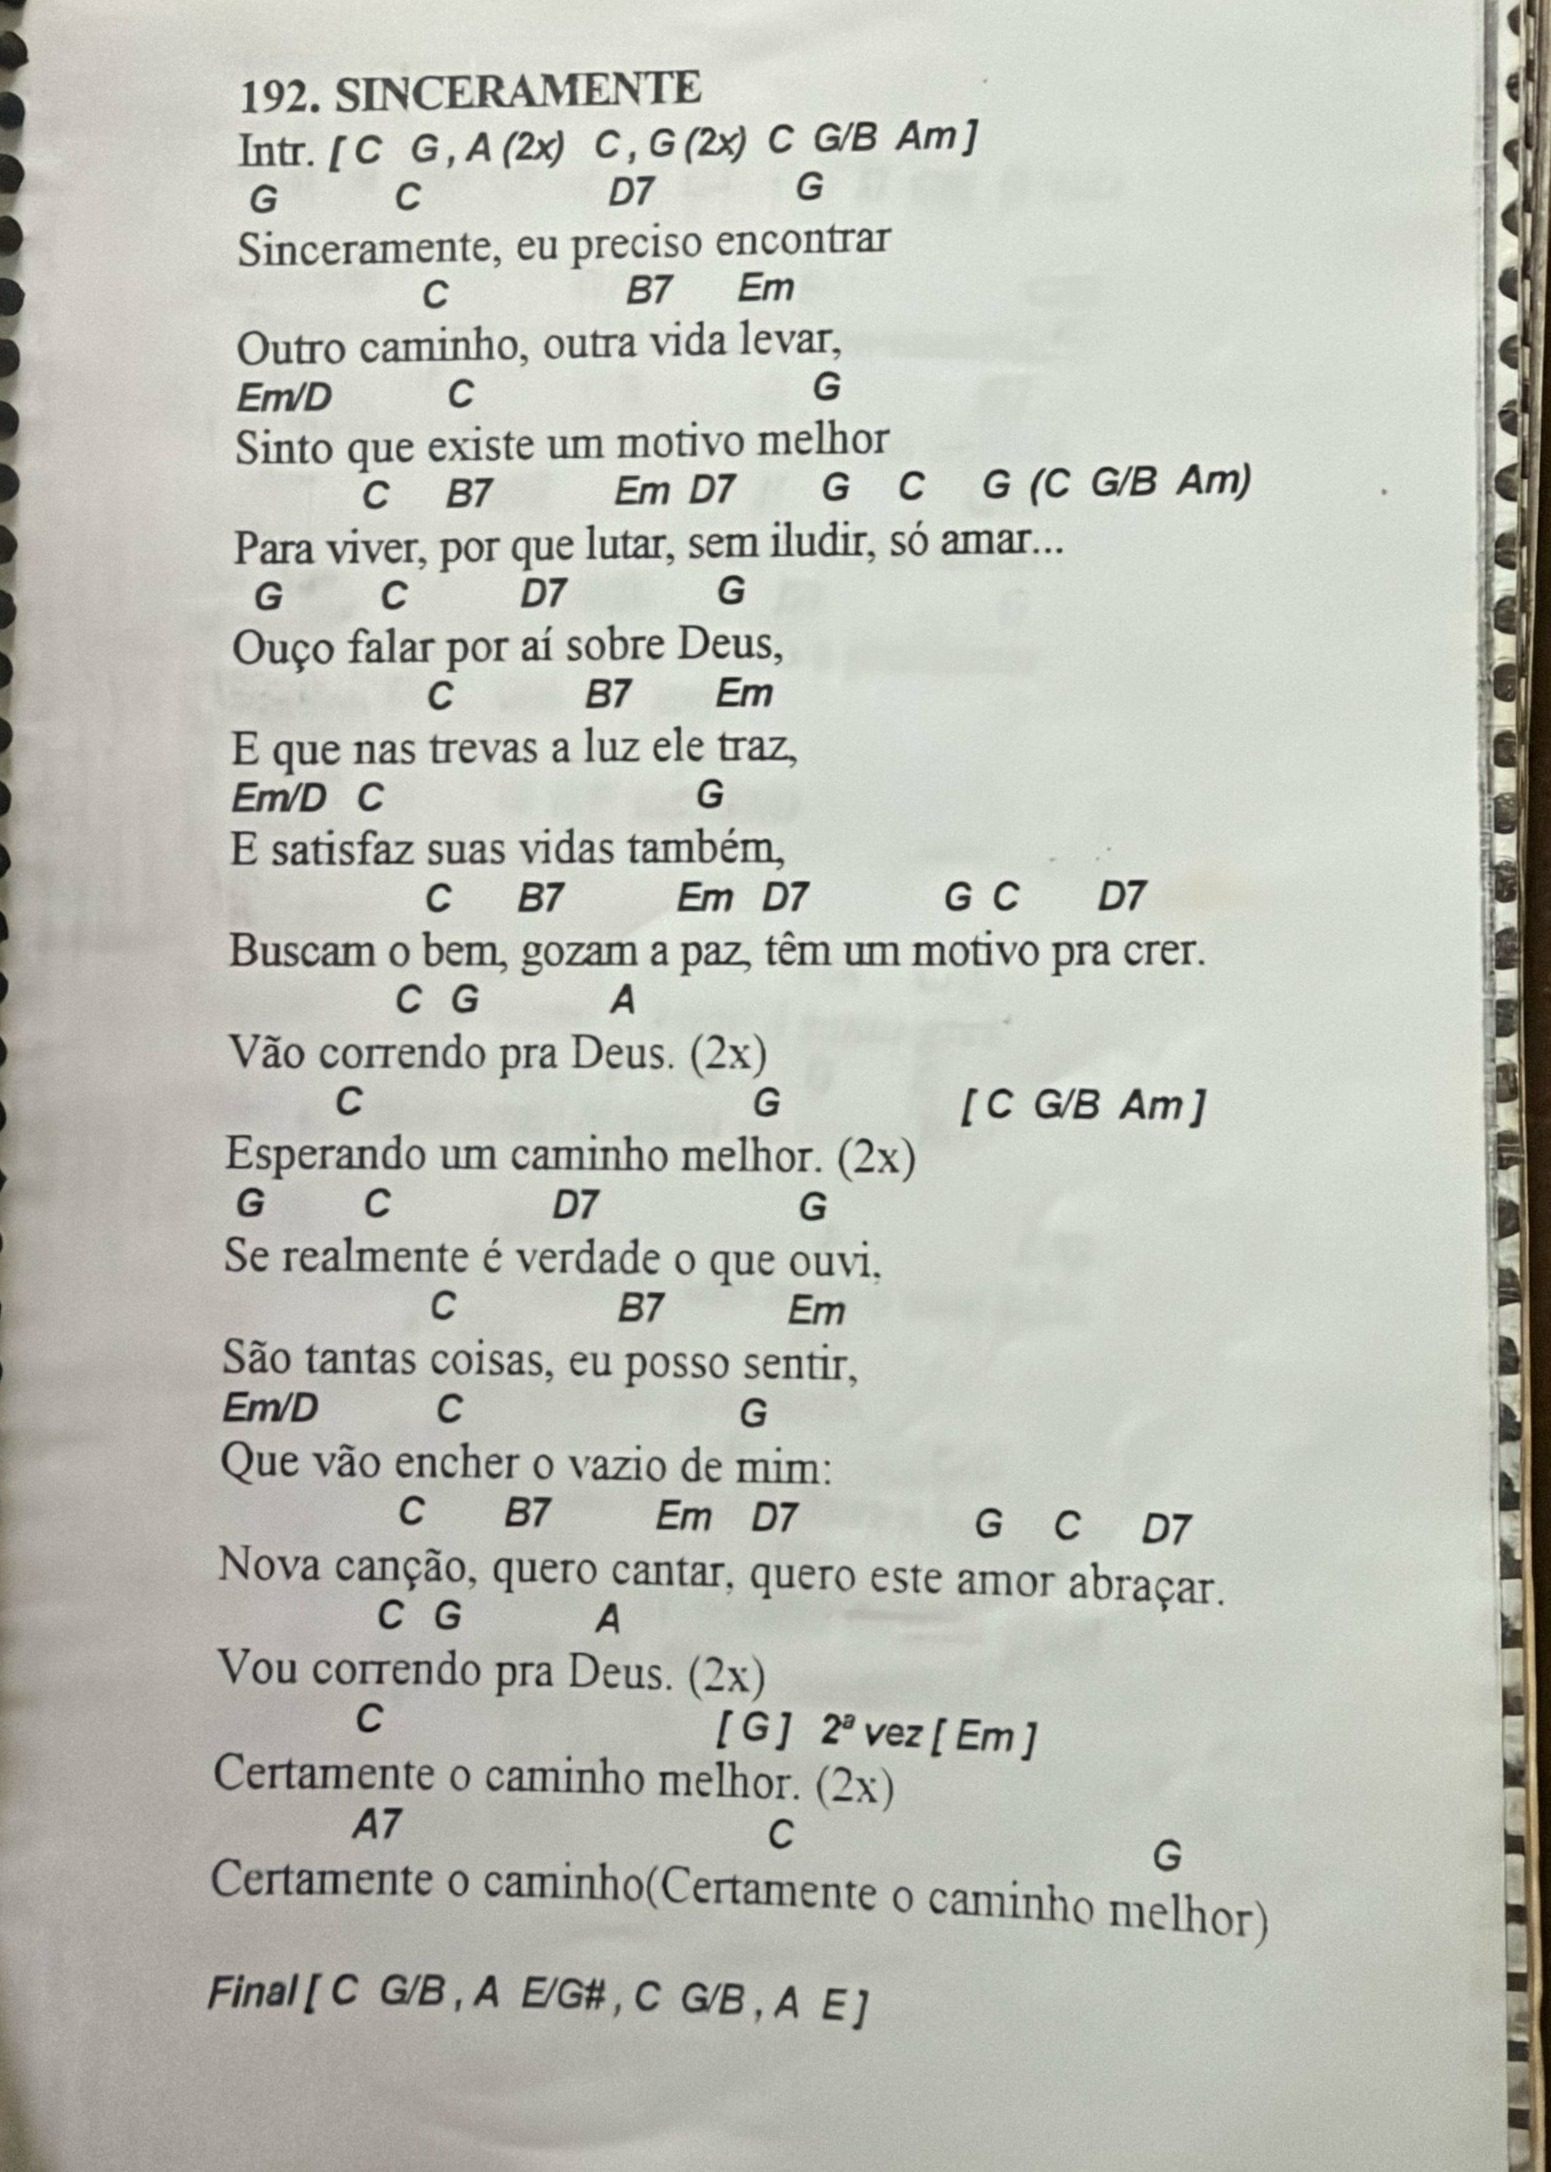 192. SINCERAMENTE
Intr. [ C G , A (2x) C , G (2x) C G/B Am ]
G C D7 G
Sinceramente, eu preciso encontrar
C B7 Em
Outro caminho, outra vida levar,
Em/D C G
Sinto que existe um motivo melhor
C B7 Em D7 G C G (C G/B Am)
Para viver, por que lutar, sem iludir, só amar...
G C D7 G
Ouço falar por aí sobre Deus,
C B7 Em
E que nas trevas a luz ele traz,
Em/D C G
E satisfaz suas vidas também,
C B7 Em D7 G C D7
Buscam o bem, gozam a paz, têm um motivo pra crer.
C G A
Vão correndo pra Deus. (2x)
C G [ C G/B Am ]
Esperando um caminho melhor. (2x)
G C D7 G
Se realmente é verdade o que ouvi,
C B7 Em
São tantas coisas, eu posso sentir,
Em/D C G
Que vão encher o vazio de mim:
C B7 Em D7 G C D7
Nova canção, quero cantar, quero este amor abraçar.
C G A
Vou correndo pra Deus. (2x)
C [ G ] 2ª vez [ Em ]
Certamente o caminho melhor. (2x)
A7 C G
Certamente o caminho(Certamente o caminho melhor)
Final [ C G/B , A E/G# , C G/B , A E ]